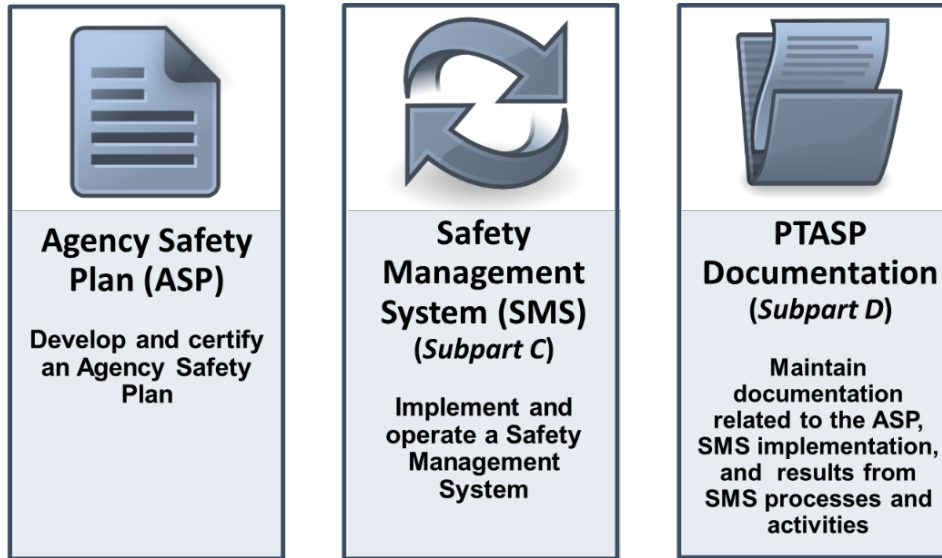 Agency Safety
Plan (ASP)
Develop and certify
an Agency Safety
Plan
Safety
Management
System (SMS)
(Subpart C)
Implement and
operate a Safety
Management
System
PTASP
Documentation
(Subpart D)
Maintain
documentation
related to the ASP,
SMS implementation,
and results from
SMS processes and
activities